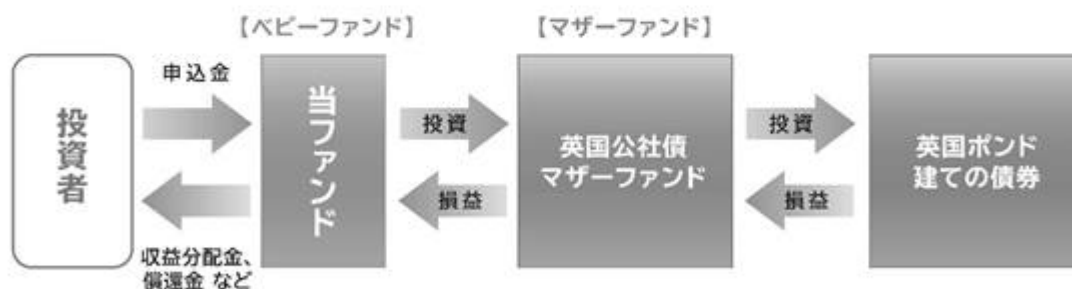 【ベビーファンド】
【マザーファンド】
投資者
申込金
収益分配金、
償還金 など
当ファンド
投資
損益
英国公社債
マザーファンド
投資
損益
英国ポンド
建ての債券